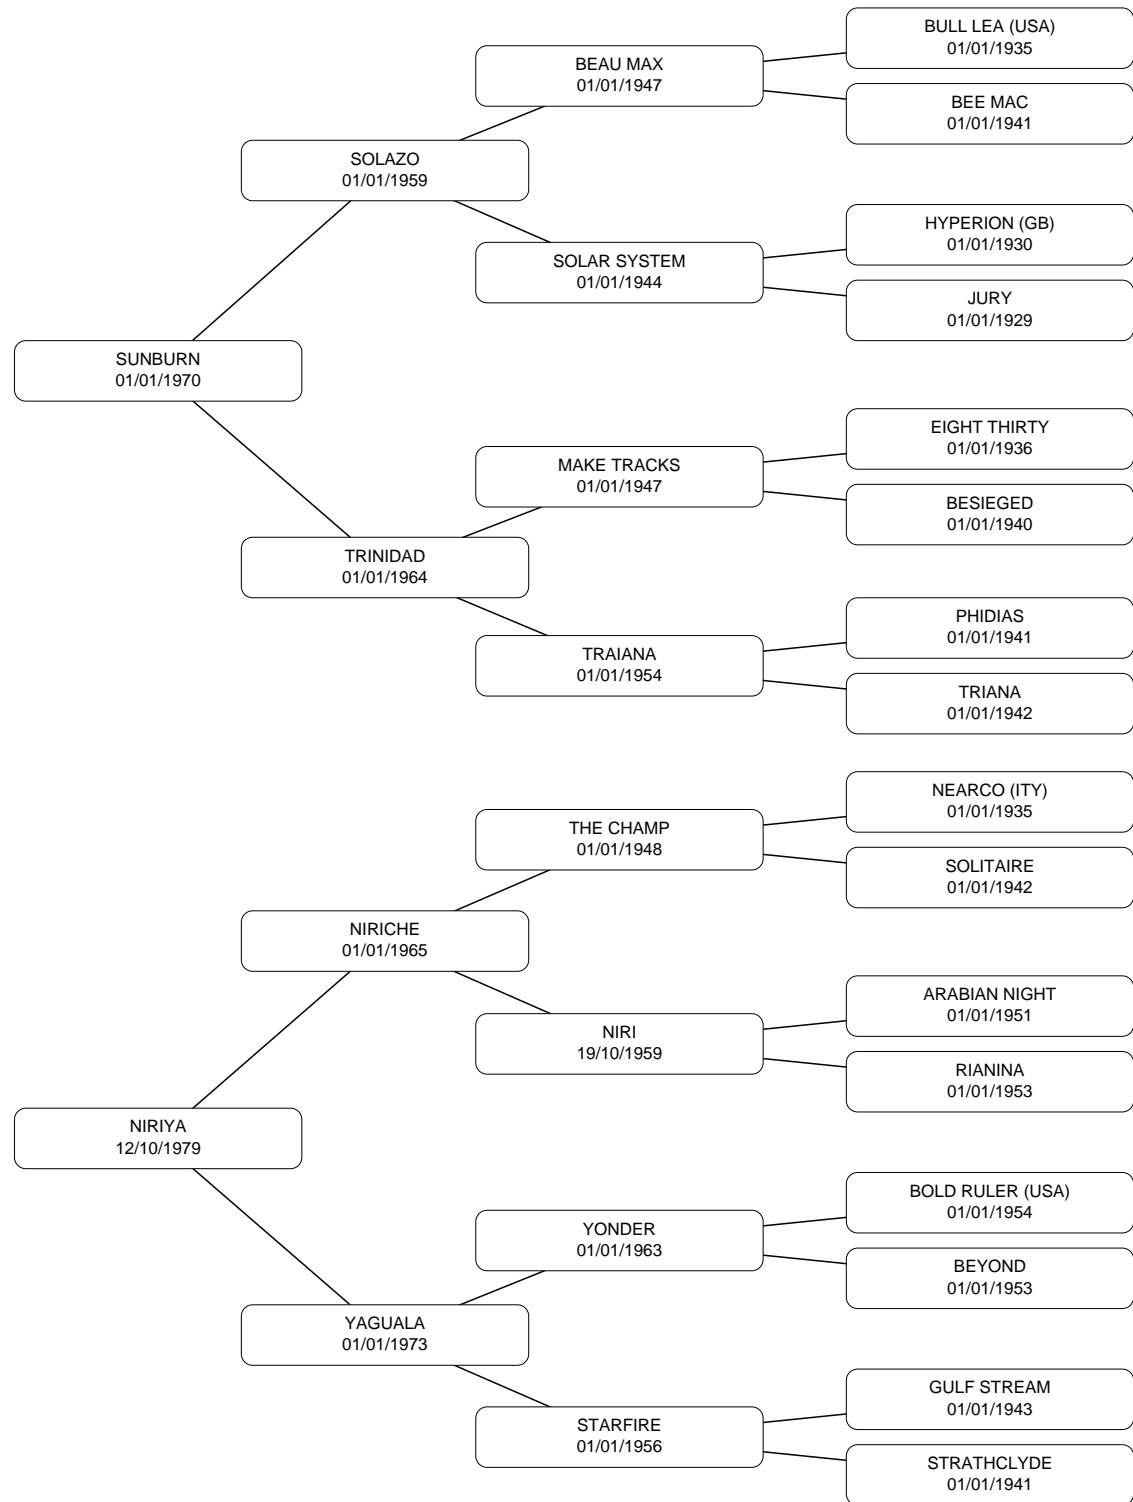 BULL LEA (USA)
01/01/1935
BEAU MAX
01/01/1947
BEE MAC
01/01/1941
SOLAZO
01/01/1959
HYPERION (GB)
01/01/1930
SOLAR SYSTEM
01/01/1944
JURY
01/01/1929
SUNBURN
01/01/1970
EIGHT THIRTY
01/01/1936
MAKE TRACKS
01/01/1947
BESIEGED
01/01/1940
TRINIDAD
01/01/1964
PHIDIAS
01/01/1941
TRAIANA
01/01/1954
TRIANA
01/01/1942
NEARCO (ITY)
01/01/1935
THE CHAMP
01/01/1948
SOLITAIRE
01/01/1942
NIRICHE
01/01/1965
ARABIAN NIGHT
01/01/1951
NIRI
19/10/1959
RIANINA
01/01/1953
NIRIYA
12/10/1979
BOLD RULER (USA)
01/01/1954
YONDER
01/01/1963
BEYOND
01/01/1953
YAGUALA
01/01/1973
GULF STREAM
01/01/1943
STARFIRE
01/01/1956
STRATHCLYDE
01/01/1941